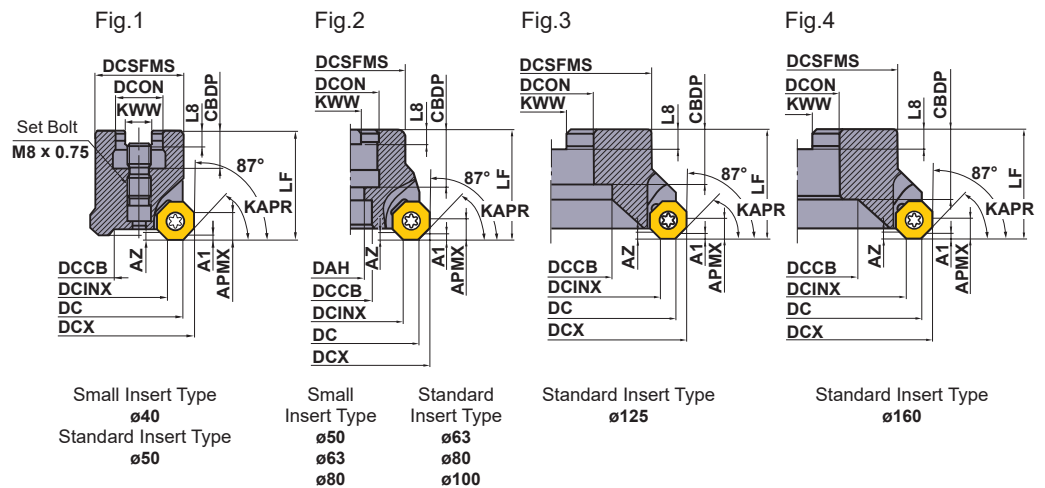 Fig.1
DCSFMS
DCON
KWW
L8
CBDP
Set Bolt
M8 x 0.75
87°
KAPR
LF
AZ
A1
APMX
DCCB
DCINX
DC
DCX
Small Insert Type
ø40
Standard Insert Type
ø50
Fig.2
DCSFMS
DCON
KWW
L8
CBDP
87°
KAPR
LF
AZ
A1
APMX
DAH
DCCB
DCINX
DC
DCX
Small
Insert Type
ø50
ø63
ø80
Standard
Insert Type
ø63
ø80
ø100
Fig.3
DCSFMS
DCON
KWW
L8
CBDP
87°
KAPR
LF
AZ
A1
APMX
DCCB
DCINX
DC
DCX
Standard Insert Type
ø125
Fig.4
DCSFMS
DCON
KWW
L8
CBDP
87°
KAPR
LF
AZ
A1
APMX
DCCB
DCINX
DC
DCX
Standard Insert Type
ø160